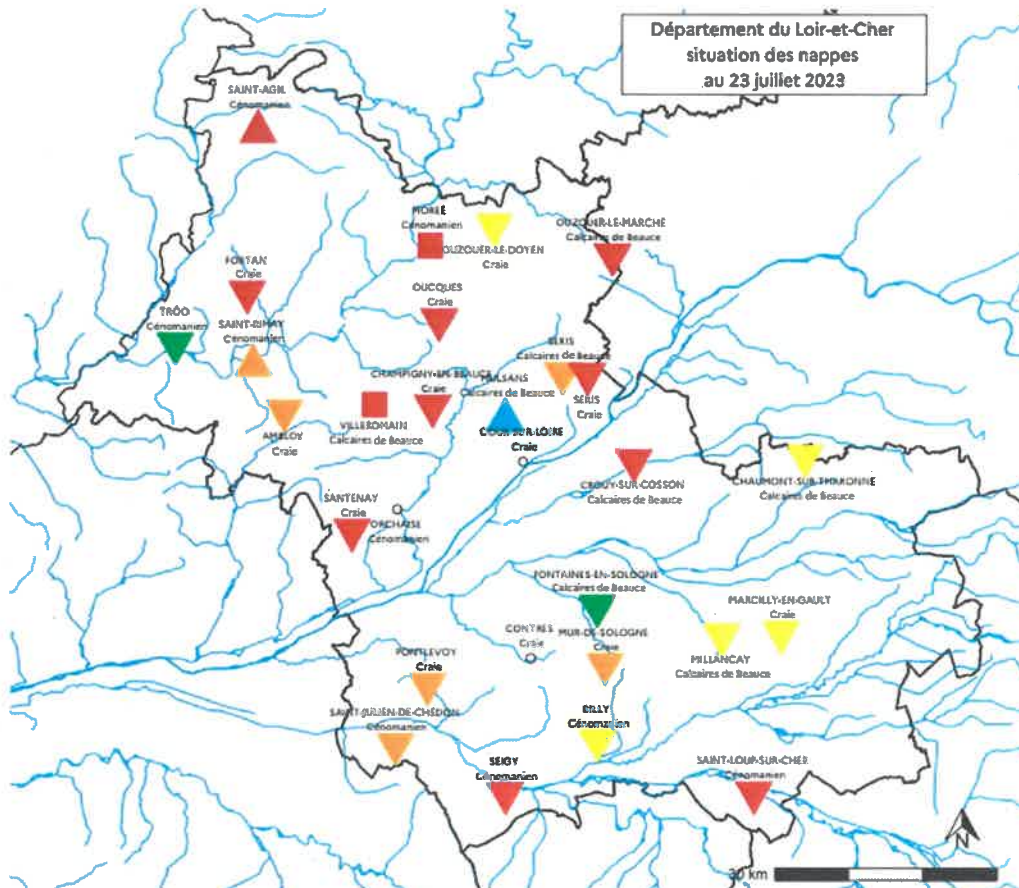 Département du Loir-et-Cher
situation des nappes
au 23 juillet 2023
SAINT-AGIL
Cénomanien
MOREE
Cénomanien
OUZOUER-LE-DOYEN
Craie
OUZOUER-LE-MARCHE
Calcaires de Beauce
FORTAN
Craie
OUCQUES
Craie
TRÔO
Cénomanien
SAINT-RIMAY
Cénomanien
SERIS
Calcaires de Beauce
CHAMPIGNY-EN-BEAUCE
Craie
MULSANS
Calcaires de Beauce
SERIS
Craie
AMBLOY
Craie
VILLEROMAIN
Calcaires de Beauce
COUR-SUR-LOIRE
Craie
CROUY-SUR-COSSON
Calcaires de Beauce
CHAUMONT-SUR-THARONNE
Calcaires de Beauce
SANTENAY
Craie
ORCHAISE
Cénomanien
FONTAINES-EN-SOLOGNE
Calcaires de Beauce
MARCILLY-EN-GAULT
Craie
CONTRES
Craie
MUR-DE-SOLOGNE
Craie
MILLANCAY
Calcaires de Beauce
PONTLEVOY
Craie
SAINT-JULIEN-DE-CHÉDON
Cénomanien
BILLY
Cénomanien
SEIGY
Cénomanien
SAINT-LOUP-SUR-CHER
Cénomanien
N
20 km